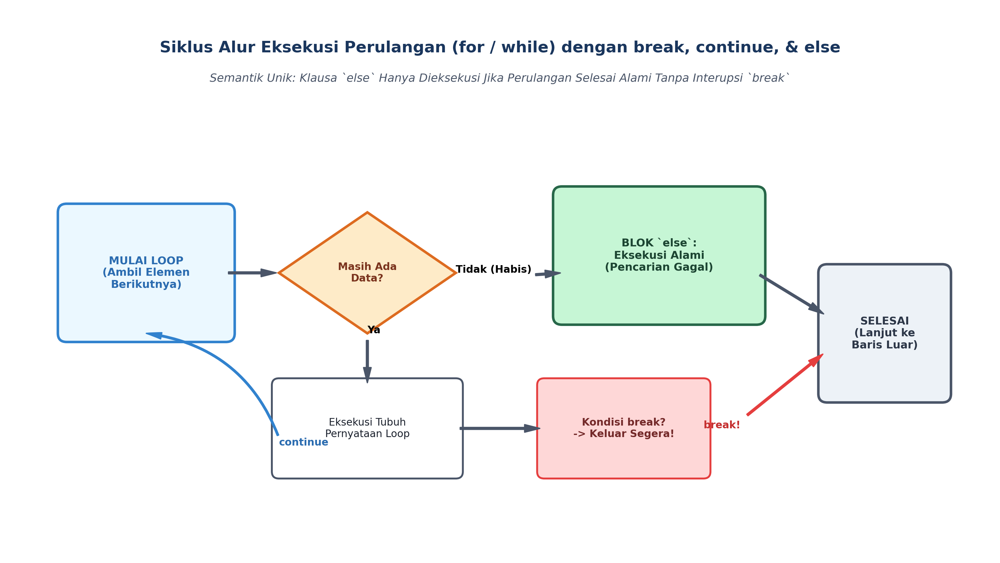 Siklus Alur Eksekusi Perulangan (for / while) dengan break, continue, & else
Semantik Unik: Klausa `else` Hanya Dieksekusi Jika Perulangan Selesai Alami Tanpa Interupsi `break`
MULAI LOOP
(Ambil Elemen
Berikutnya)
Masih Ada
Data?
Tidak (Habis)
BLOK `else`:
Eksekusi Alami
(Pencarian Gagal)
SELESAI
(Lanjut ke
Baris Luar)
Ya
Eksekusi Tubuh
Pernyataan Loop
continue
Kondisi break?
-> Keluar Segera!
break!